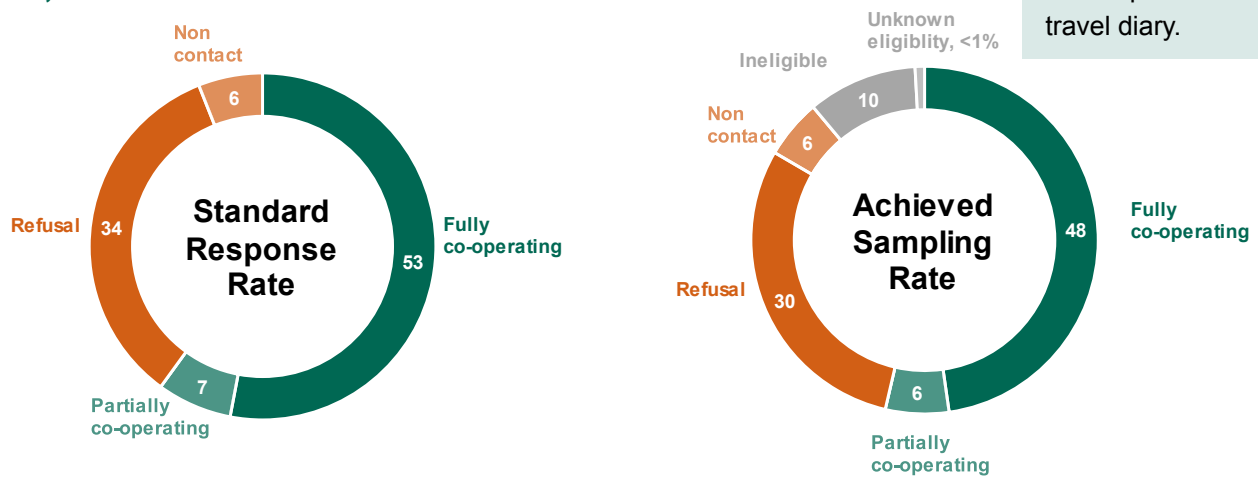 travel diary.
Non
contact
6
34
Refusal
Standard
Response
Rate
Fully
co-operating
53
7
Partially
co-operating
Unknown
eligiblity, <1%
Ineligible
10
Non
contact
6
Achieved
Sampling
Rate
48
Fully
co-operating
Refusal
30
6
Partially
co-operating